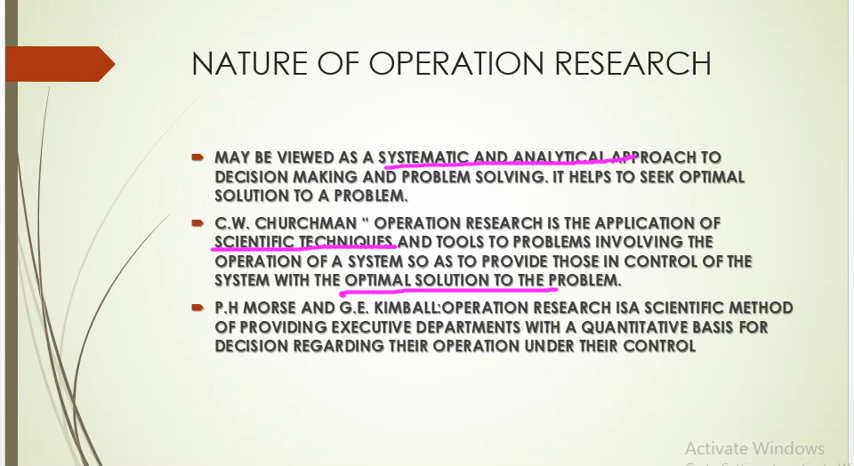 NATURE OF OPERATION RESEARCH
MAY BE VIEWED AS A SYSTEMATIC AND ANALYTICAL APPROACH TO
DECISION MAKING AND PROBLEM SOLVING. IT HELPS TO SEEK OPTIMAL
SOLUTION TO A PROBLEM.
C.W. CHURCHMAN “ OPERATION RESEARCH IS THE APPLICATION OF
SCIENTIFIC TECHNIQUES AND TOOLS TO PROBLEMS INVOLVING THE
OPERATION OF A SYSTEM SO AS TO PROVIDE THOSE IN CONTROL OF THE
SYSTEM WITH THE OPTIMAL SOLUTION TO THE PROBLEM.
P.H MORSE AND G.E. KIMBALL:OPERATION RESEARCH ISA SCIENTIFIC METHOD
OF PROVIDING EXECUTIVE DEPARTMENTS WITH A QUANTITATIVE BASIS FOR
DECISION REGARDING THEIR OPERATION UNDER THEIR CONTROL
Activate Windows